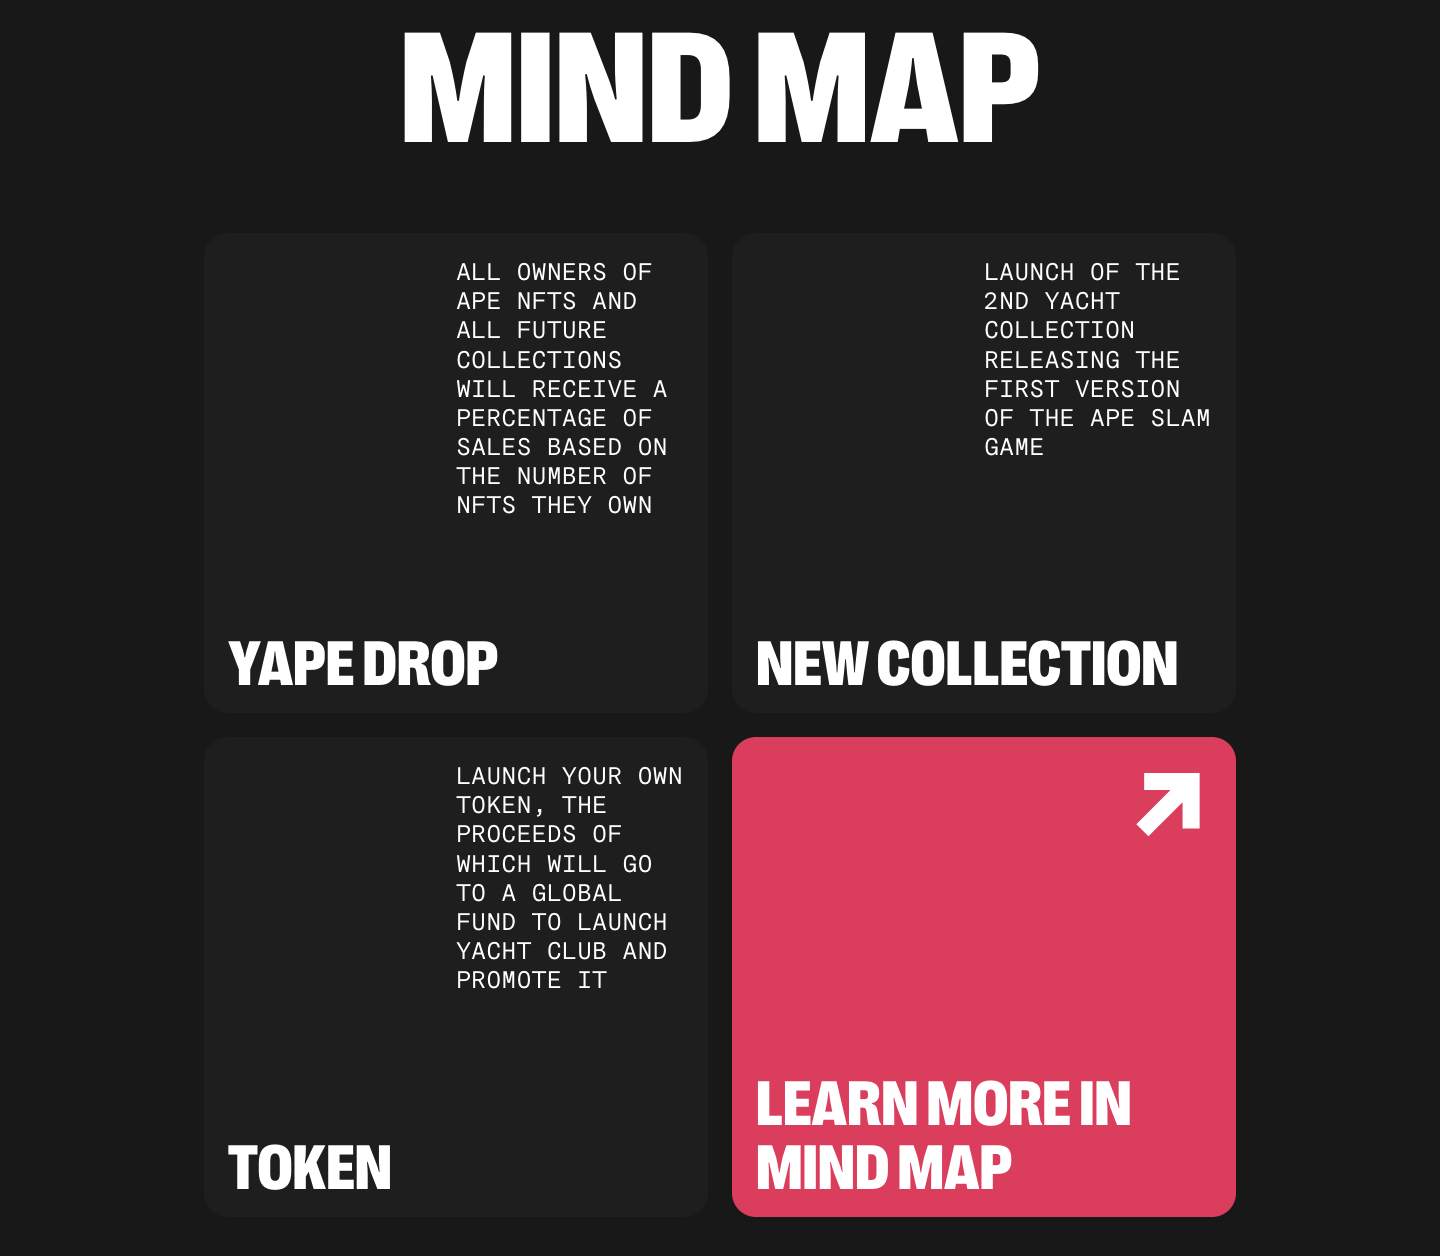 MIND MAP
ALL OWNERS OF
APE NFTS AND
ALL FUTURE
COLLECTIONS
WILL RECEIVE A
PERCENTAGE OF
SALES BASED ON
THE NUMBER OF
NFTS THEY OWN
YAPE DROP
LAUNCH OF THE
2ND YACHT
COLLECTION
RELEASING THE
FIRST VERSION
OF THE APE SLAM
GAME
NEW COLLECTION
LAUNCH YOUR OWN
TOKEN, THE
PROCEEDS OF
WHICH WILL GO
TO A GLOBAL
FUND TO LAUNCH
YACHT CLUB AND
PROMOTE IT
TOKEN
LEARN MORE IN
MIND MAP